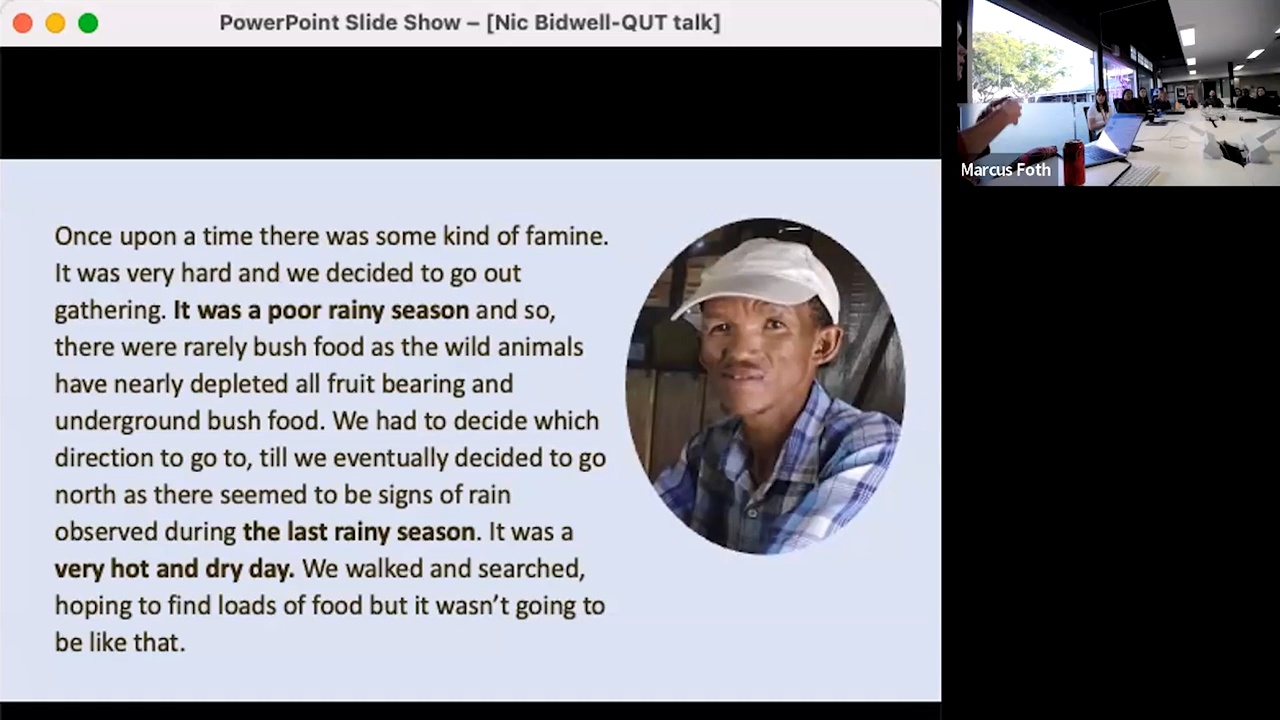 PowerPoint Slide Show – [Nic Bidwell-QUT talk]
Once upon a time there was some kind of famine.
It was very hard and we decided to go out
gathering. It was a poor rainy season and so,
there were rarely bush food as the wild animals
have nearly depleted all fruit bearing and
underground bush food. We had to decide which
direction to go to, till we eventually decided to go
north as there seemed to be signs of rain
observed during the last rainy season. It was a
very hot and dry day. We walked and searched,
hoping to find loads of food but it wasn’t going to
be like that.
Marcus Foth